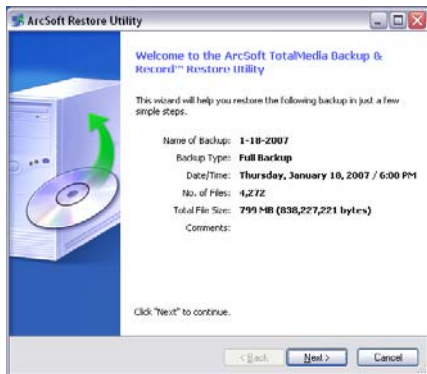 ArcSoft Restore Utility
Welcome to the ArcSoft TotalMedia Backup &
Record™ Restore Utility
This wizard will help you restore the following backup in just a few
simple steps.
Name of Backup: 1-18-2007
Backup Type: Full Backup
Date/Time: Thursday, January 18, 2007 / 6:00 PM
No. of Files: 4,272
Total File Size: 799 MB (838,227,221 bytes)
Comments:
Click "Next" to continue.
< Back Next > Cancel